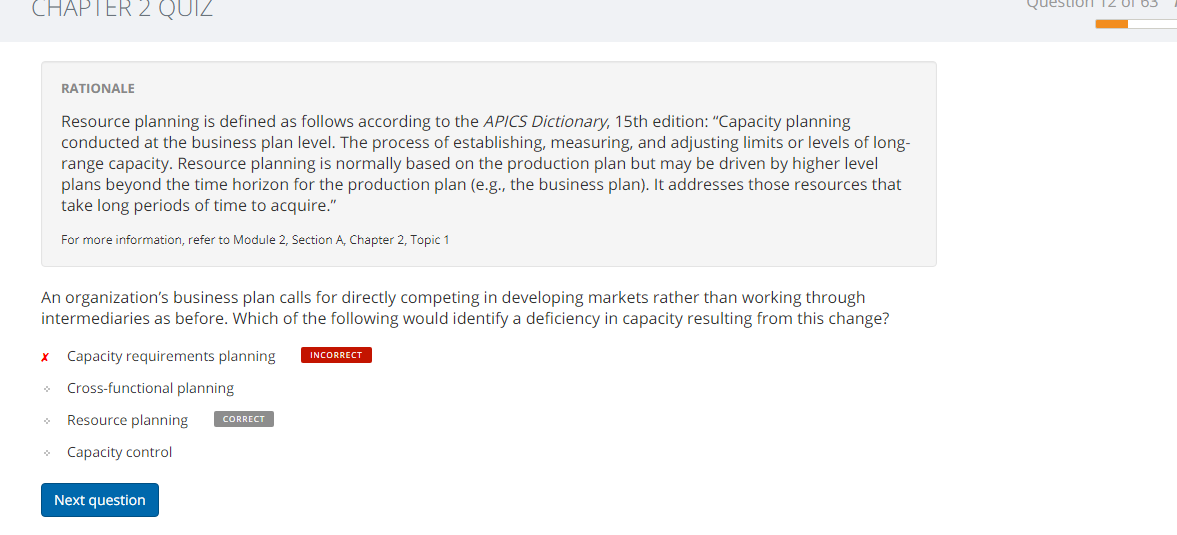 CHAPTER 2 QUIZ
Question 12 of 63
RATIONALE
Resource planning is defined as follows according to the APICS Dictionary, 15th edition: “Capacity planning
conducted at the business plan level. The process of establishing, measuring, and adjusting limits or levels of long-
range capacity. Resource planning is normally based on the production plan but may be driven by higher level
plans beyond the time horizon for the production plan (e.g., the business plan). It addresses those resources that
take long periods of time to acquire.”
For more information, refer to Module 2, Section A, Chapter 2, Topic 1
An organization’s business plan calls for directly competing in developing markets rather than working through
intermediaries as before. Which of the following would identify a deficiency in capacity resulting from this change?
✗ Capacity requirements planning INCORRECT
Cross-functional planning
Resource planning CORRECT
Capacity control
Next question